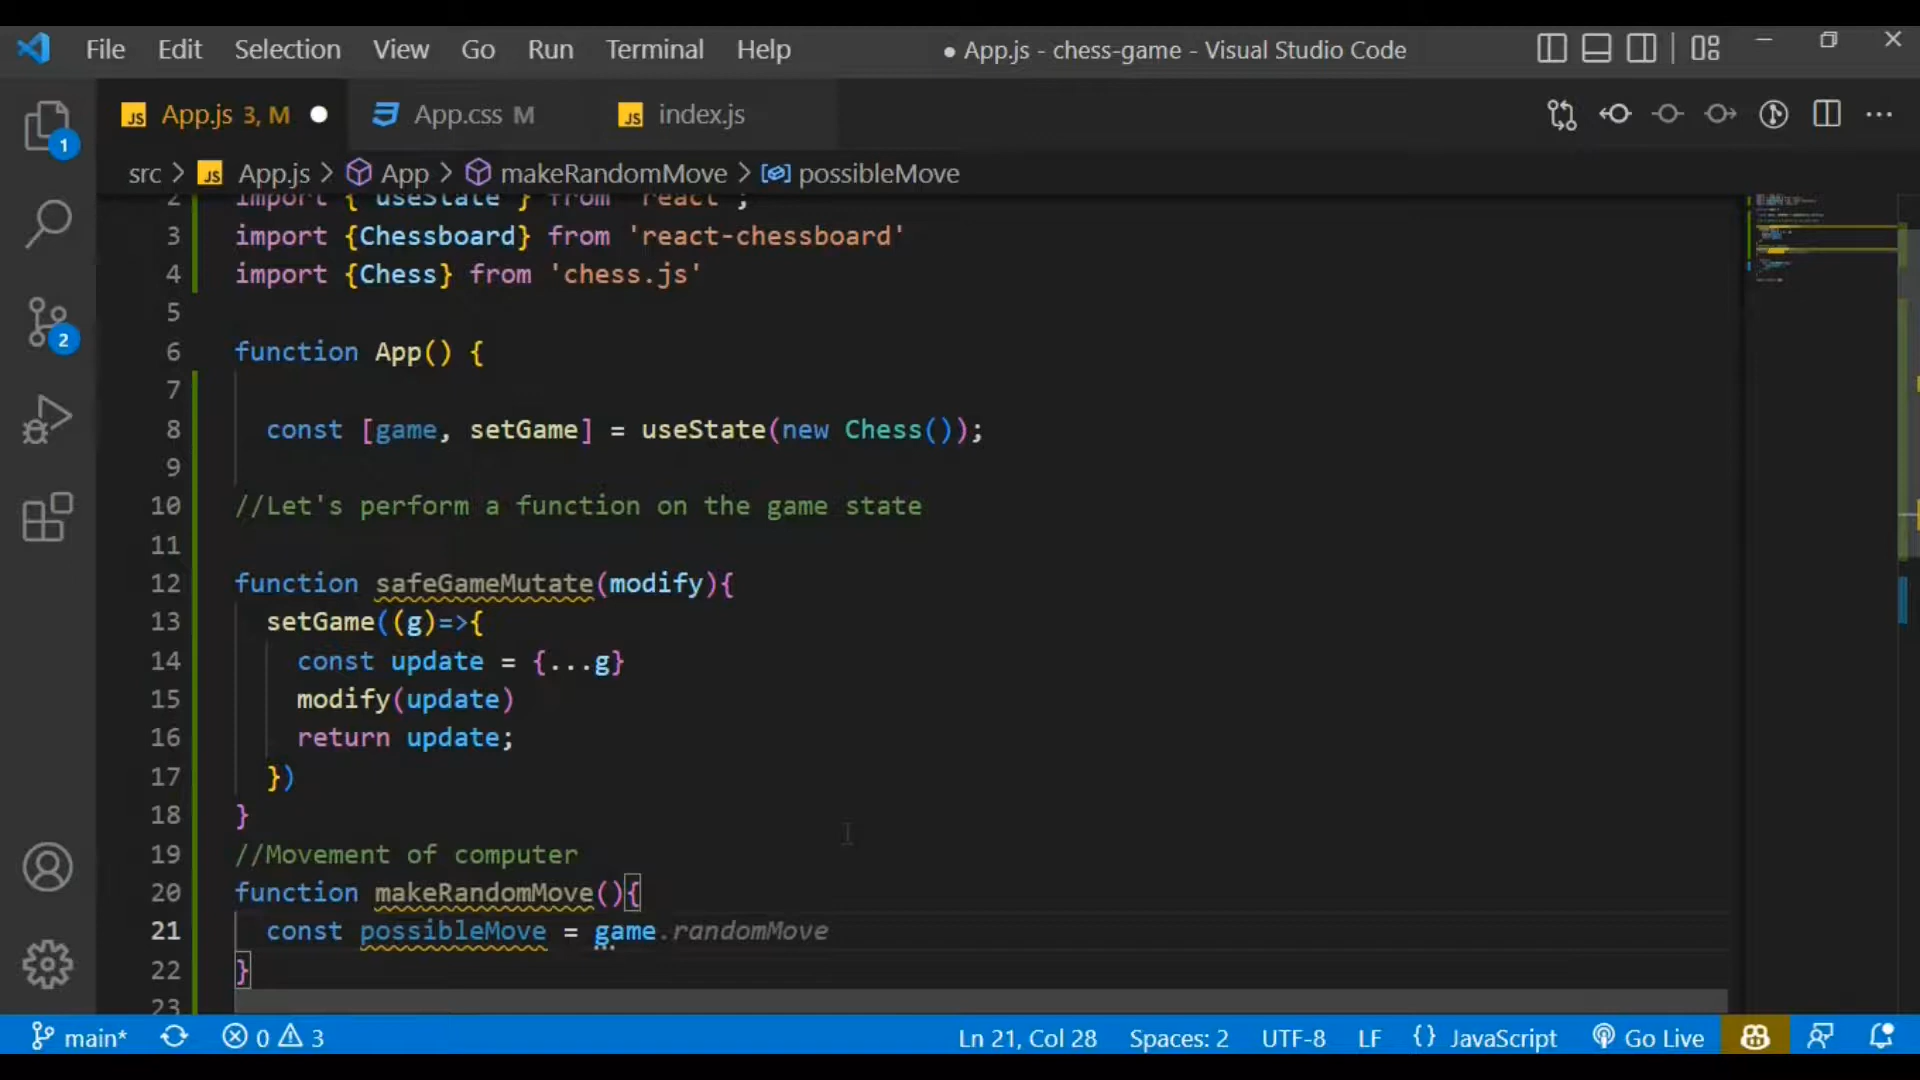 File Edit Selection View Go Run Terminal Help ● App.js - chess-game - Visual Studio Code
JS App.js 3, M ● App.css M JS index.js
src > JS App.js > App > makeRandomMove > possibleMove
2 import { useState } from 'react';
3 import {Chessboard} from 'react-chessboard'
4 import {Chess} from 'chess.js'
5
6 function App() {
7
8 const [game, setGame] = useState(new Chess());
9
10 //Let's perform a function on the game state
11
12 function safeGameMutate(modify){
13 setGame((g)=>{
14 const update = {...g}
15 modify(update)
16 return update;
17 })
18 }
19 //Movement of computer
20 function makeRandomMove(){
21 const possibleMove = game.randomMove
22 }
23
1
2
main* 0 3 Ln 21, Col 28 Spaces: 2 UTF-8 LF {} JavaScript Go Live